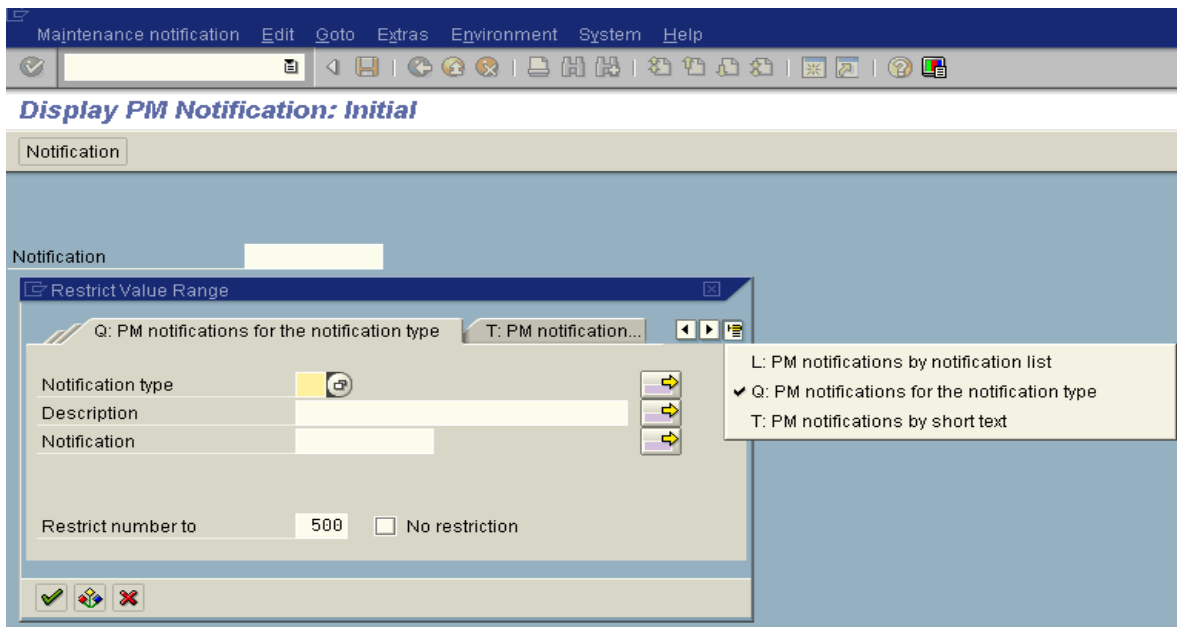 Maintenance notification Edit Goto Extras Environment System Help
Display PM Notification: Initial
Notification
Notification
Restrict Value Range
Q: PM notifications for the notification type T: PM notification...
L: PM notifications by notification list
Q: PM notifications for the notification type
T: PM notifications by short text
Notification type
Description
Notification
Restrict number to 500 No restriction